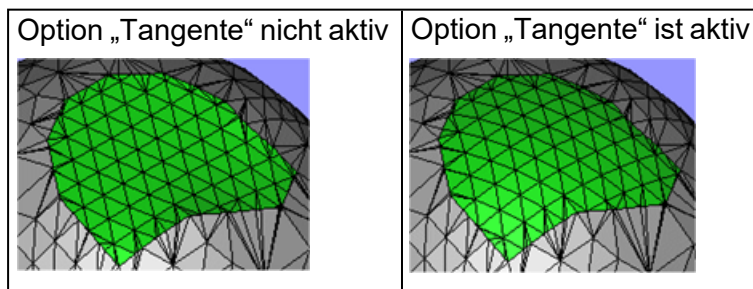 Option „Tangente“ nicht aktiv
Option „Tangente“ ist aktiv